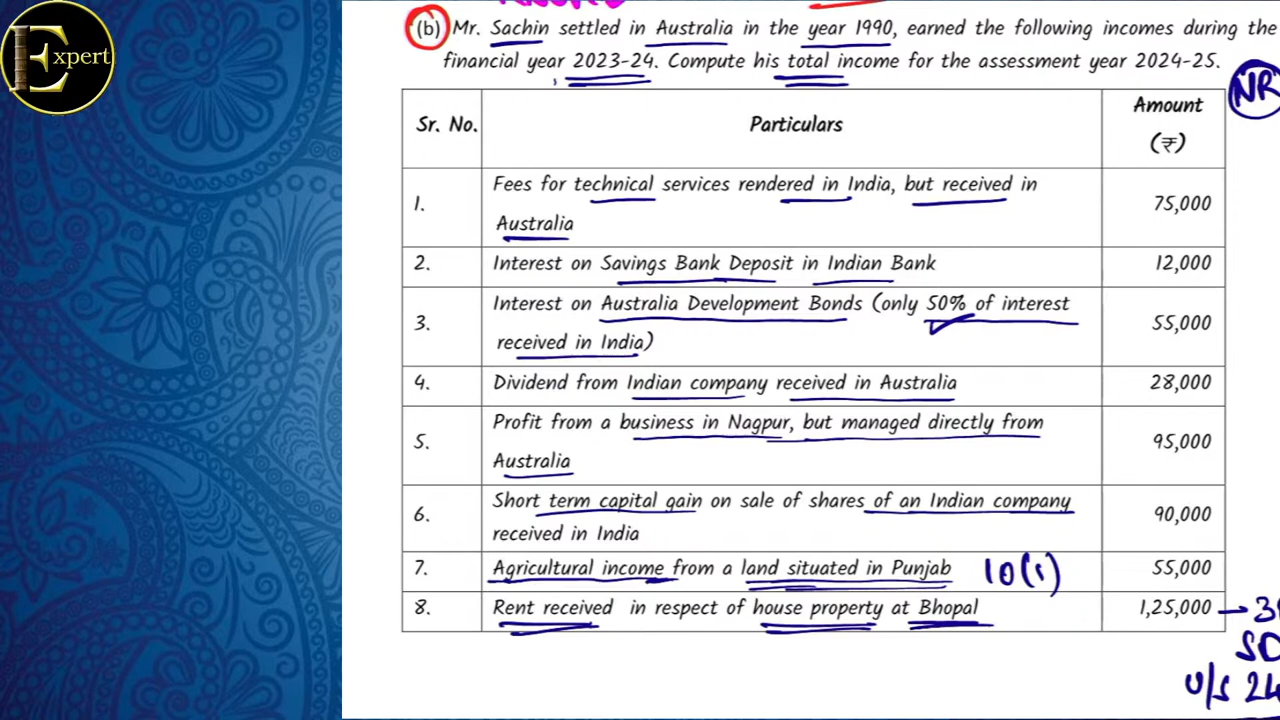 Expert
(b) Mr. Sachin settled in Australia in the year 1990, earned the following incomes during the
financial year 2023-24. Compute his total income for the assessment year 2024-25.
NR
Sr. No. Particulars Amount (₹)
1. Fees for technical services rendered in India, but received in
Australia 75,000
2. Interest on Savings Bank Deposit in Indian Bank 12,000
3. Interest on Australia Development Bonds (only 50% of interest
received in India) 55,000
4. Dividend from Indian company received in Australia 28,000
5. Profit from a business in Nagpur, but managed directly from
Australia 95,000
6. Short term capital gain on sale of shares of an Indian company
received in India 90,000
7. Agricultural income from a land situated in Punjab 10(1) 55,000
8. Rent received in respect of house property at Bhopal 1,25,000
u/s 24